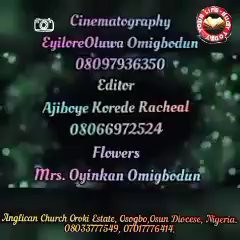 Cinematography
EyiloreOluwa Omigbodun
08097936350
Editor
Ajiboye Korede Racheal
08066972524
Flowers
Mrs. Oyinkan Omigbodun
Anglican Church Oroki Estate, Osogbo,Osun Diocese, Nigeria.
08033777549, 07017776414,